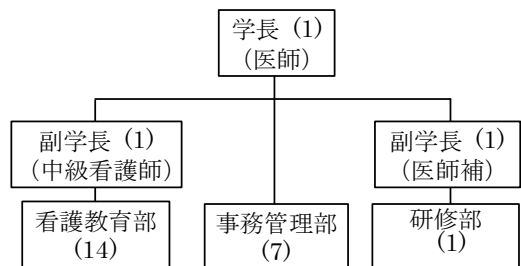 学長 (1)
（医師）
副学長 (1)
（中級看護師）
副学長 (1)
（医師補）
看護教育部
(14)
事務管理部
(7)
研修部
(1)